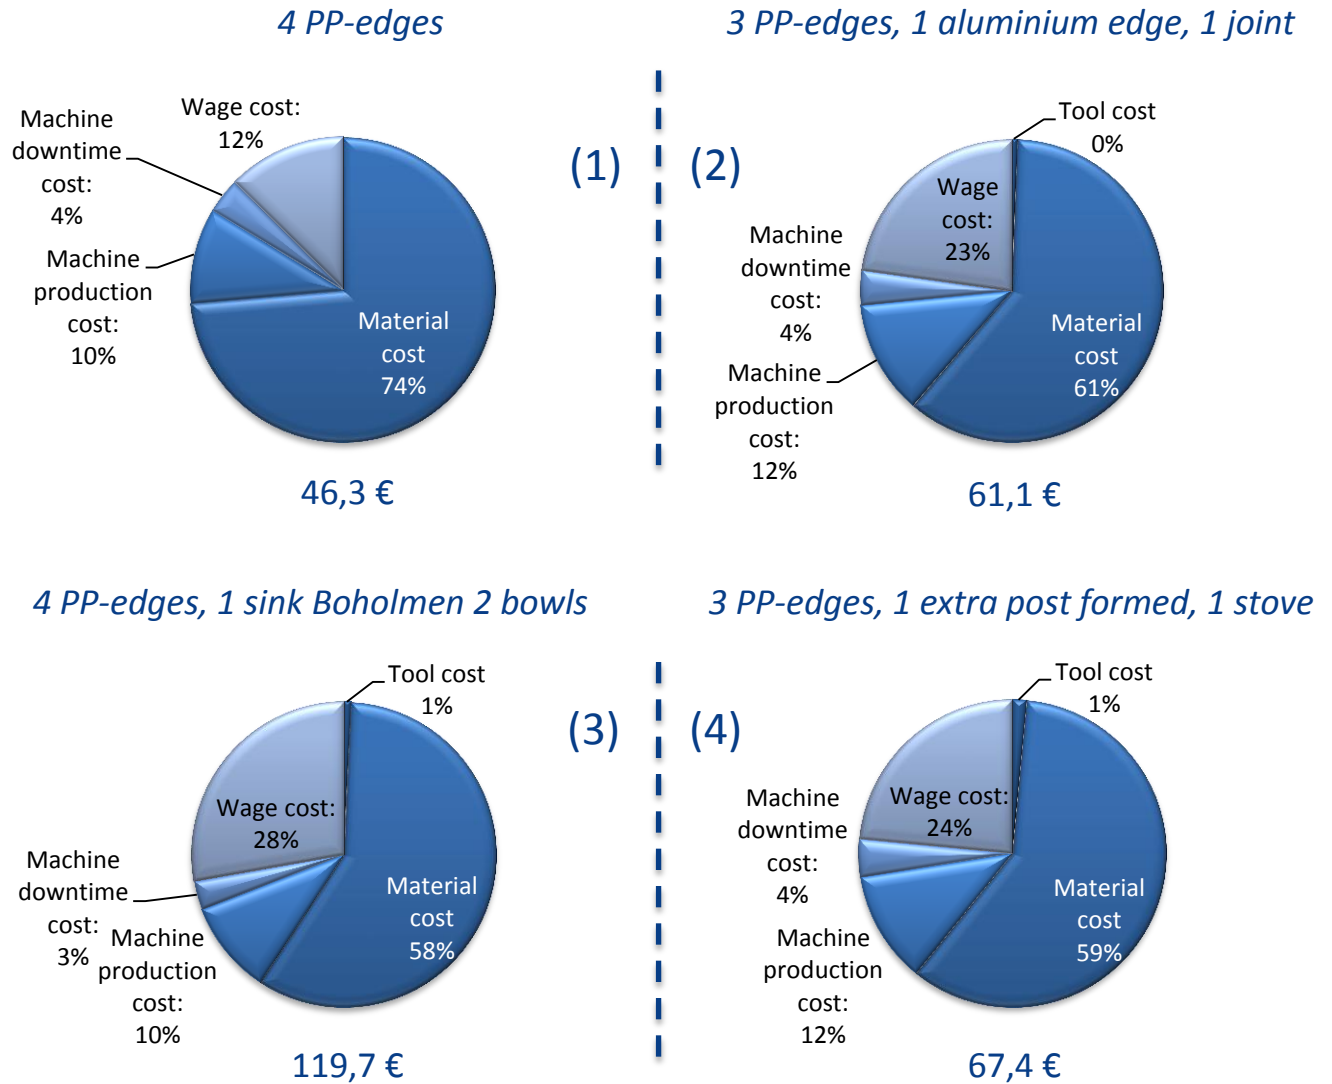 4 PP-edges
Wage cost:
12%
Machine
downtime
cost:
4%
Machine
production
cost:
10%
Material
cost
74%
(1)
46,3 €
3 PP-edges, 1 aluminium edge, 1 joint
(2)
Tool cost
0%
Wage
cost:
23%
Machine
downtime
cost:
4%
Machine
production
cost:
12%
Material
cost
61%
61,1 €
4 PP-edges, 1 sink Boholmen 2 bowls
Tool cost
1%
(3)
Wage cost:
28%
Machine
downtime
cost:
3%
Machine
production
cost:
10%
Material
cost
58%
119,7 €
3 PP-edges, 1 extra post formed, 1 stove
(4)
Tool cost
1%
Wage cost:
24%
Machine
downtime
cost:
4%
Machine
production
cost:
12%
Material
cost
59%
67,4 €